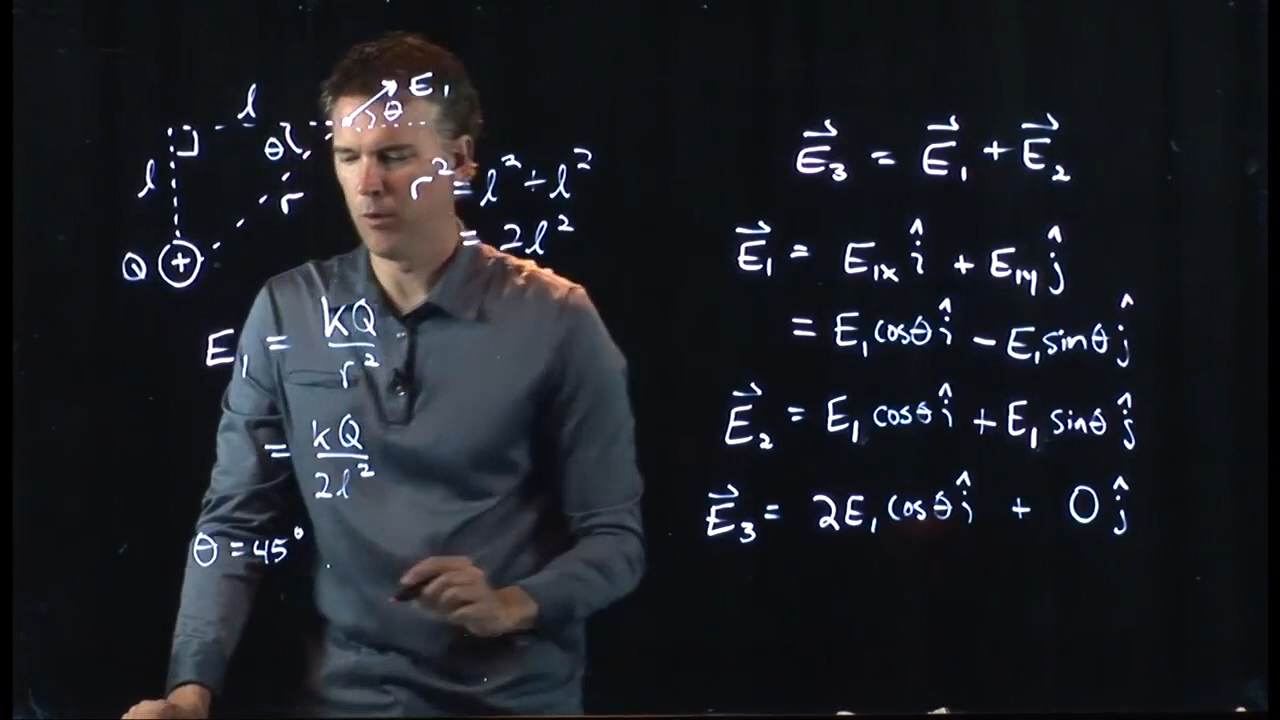 l
E₁
θ
θ
l
r
Q +
r² = l² + l²
= 2l²
E₁ = kQ/r²
= kQ/2l²
θ = 45°
E⃗₃ = E⃗₁ + E⃗₂
E⃗₁ = E₁ₓ î + E₁y ĵ
= E₁ cosθ î − E₁ sinθ ĵ
E⃗₂ = E₁ cosθ î + E₁ sinθ ĵ
E⃗₃ = 2E₁ cosθ î + 0 ĵ